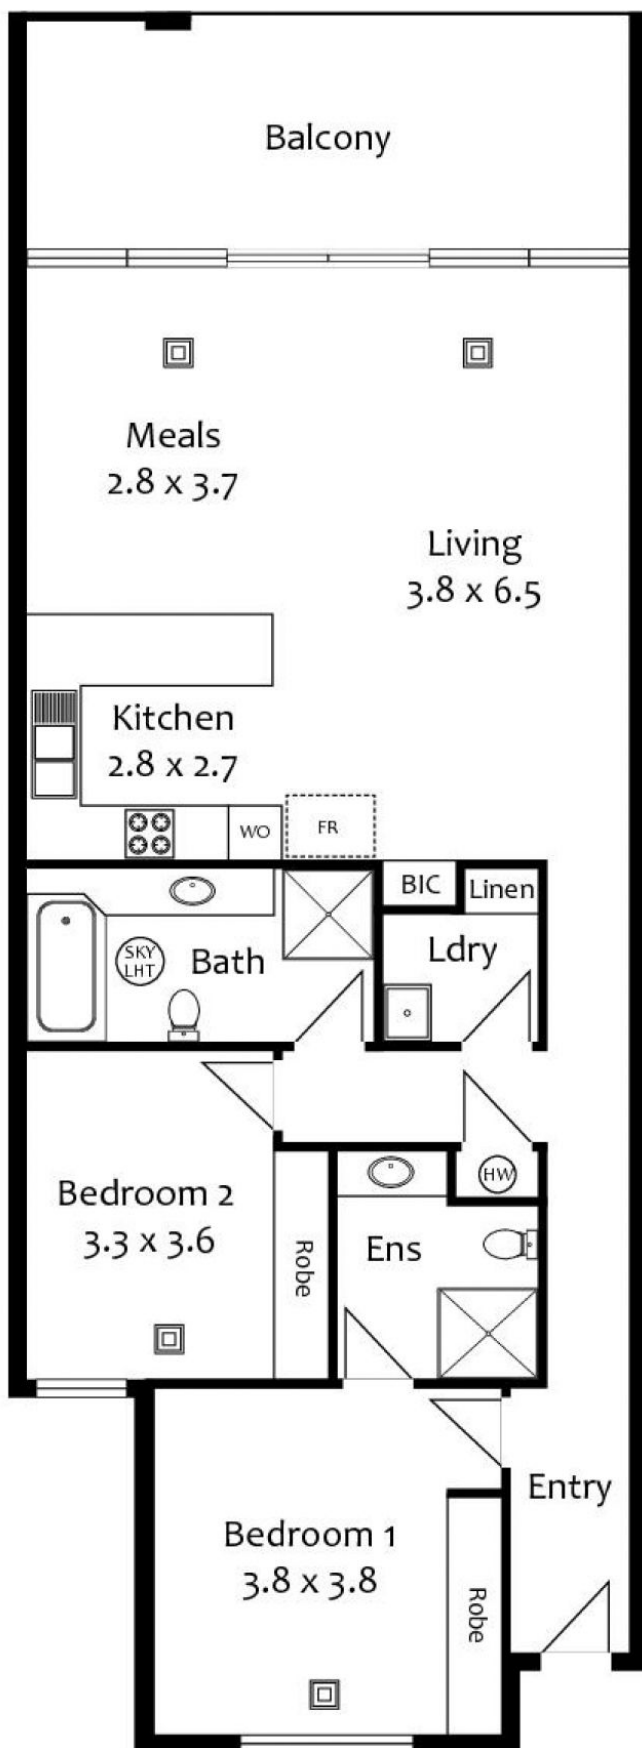 Balcony
Meals
2.8 x 3.7
Living
3.8 x 6.5
Kitchen
2.8 x 2.7
WO
FR
BIC
Linen
SKY
LHT
Bath
Ldry
HW
Bedroom 2
3.3 x 3.6
Robe
Ens
Entry
Bedroom 1
3.8 x 3.8
Robe